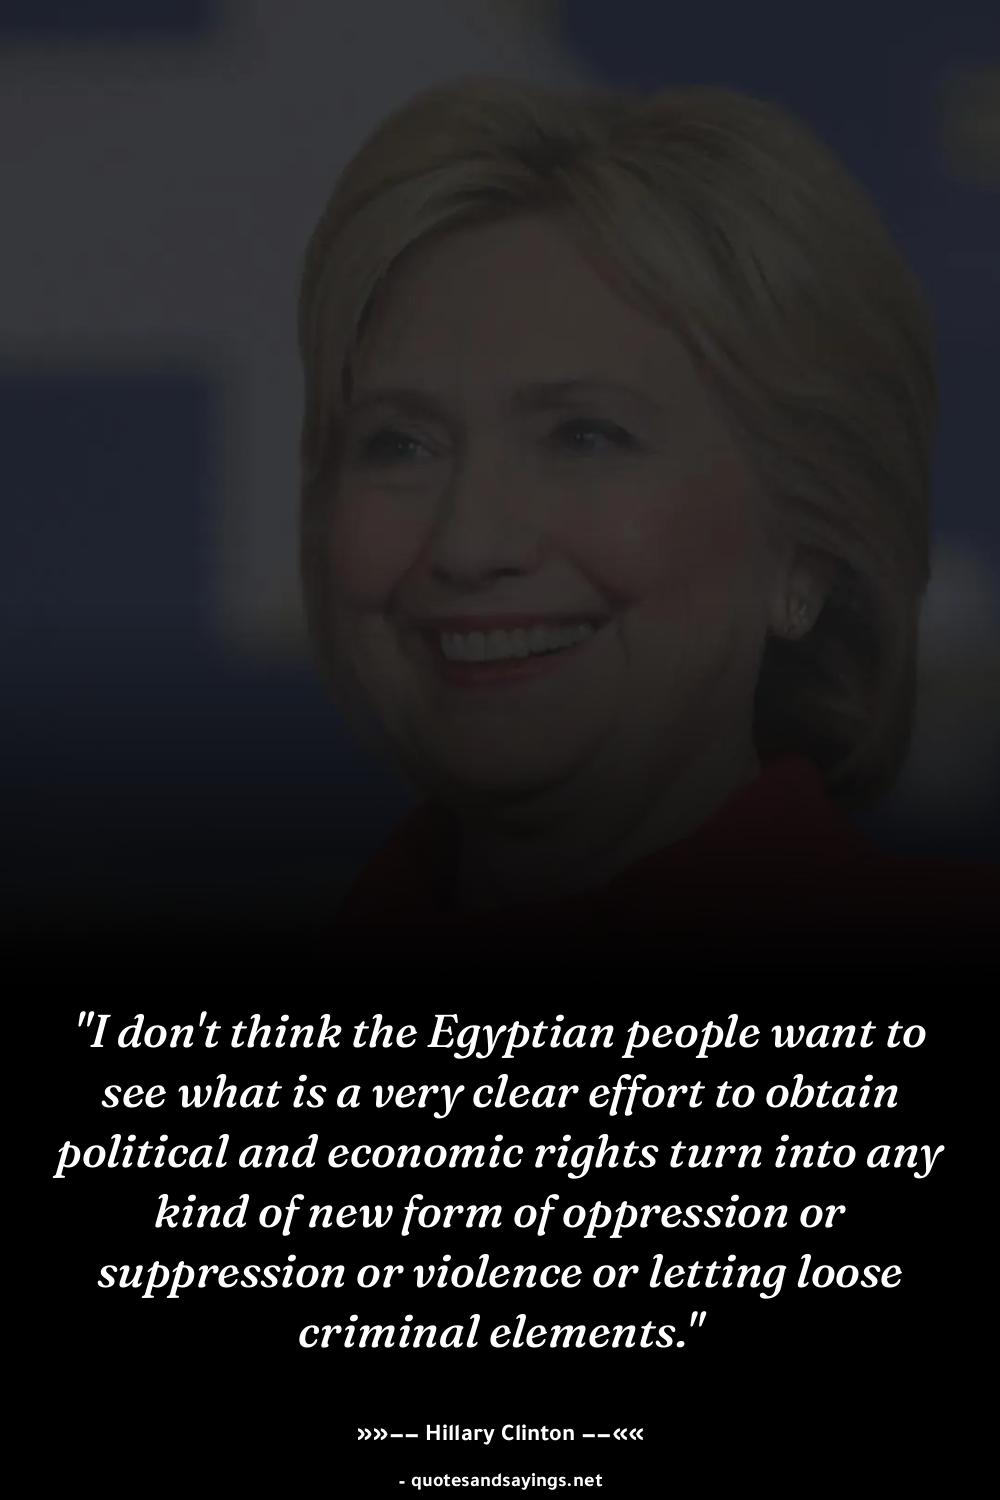 "I don't think the Egyptian people want to
see what is a very clear effort to obtain
political and economic rights turn into any
kind of new form of oppression or
suppression or violence or letting loose
criminal elements."
»»−− Hillary Clinton −−««
- quotesandsayings.net